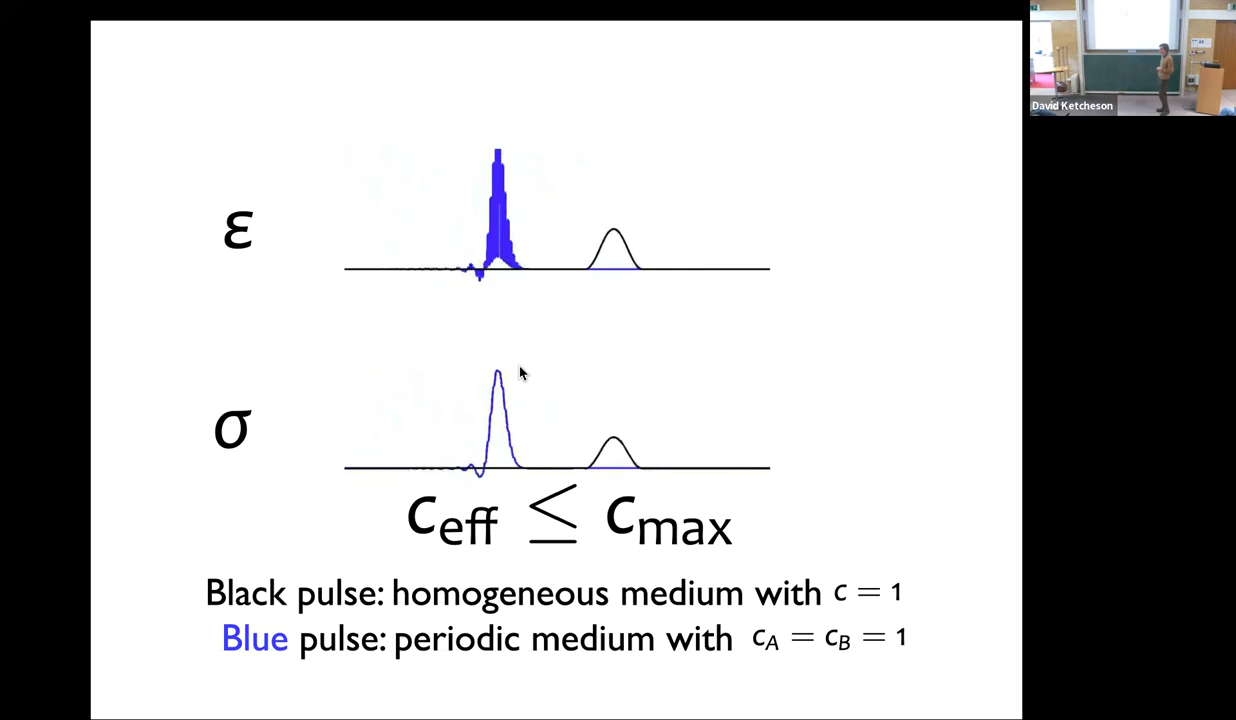 David Ketcheson
ε
σ
c_eff ≤ c_max
Black pulse: homogeneous medium with c = 1
Blue pulse: periodic medium with c_A = c_B = 1